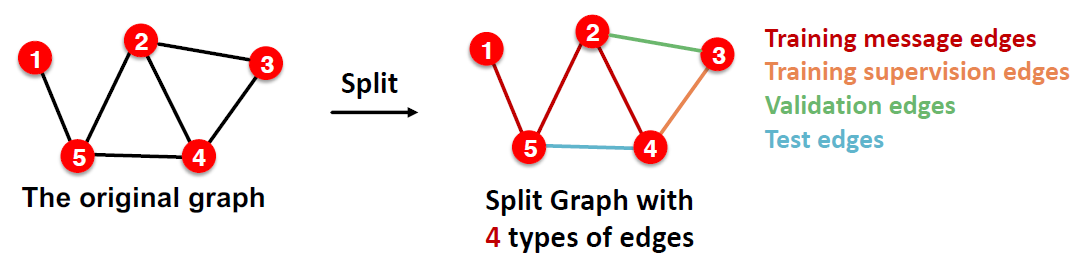 1
2
3
5
4
The original graph
Split
1
2
3
5
4
Split Graph with
4 types of edges
Training message edges
Training supervision edges
Validation edges
Test edges